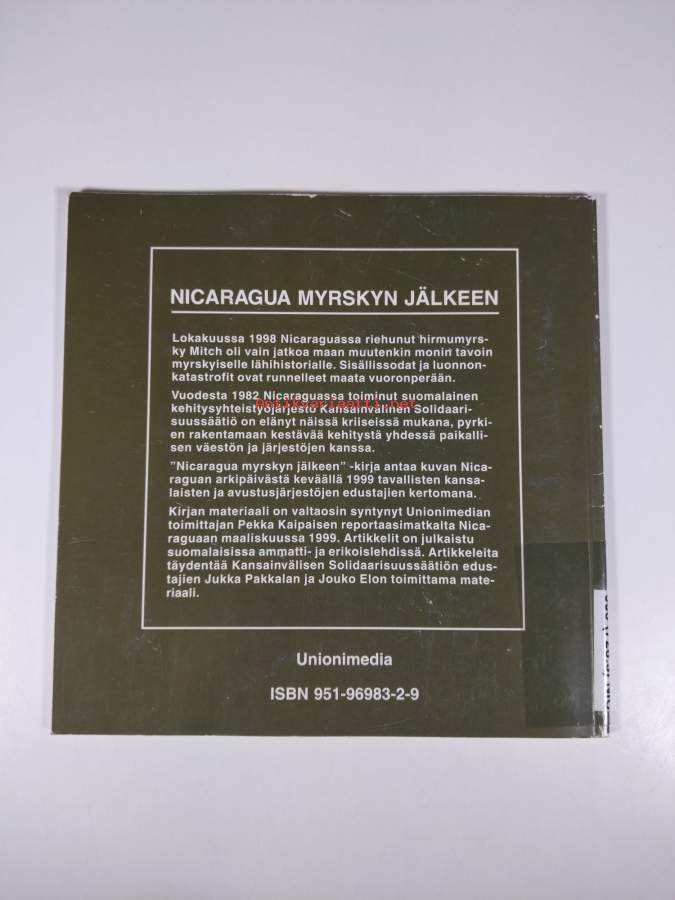 NICARAGUA MYRSKYN JÄLKEEN
Lokakuussa 1998 Nicaraguassa riehunut hirmumyrs-
ky Mitch oli vain jatkoa maan muutenkin monin tavoin
myrskyiselle lähihistorialle. Sisällissodat ja luonnon-
katastrofit ovat runnelleet maata vuoronperään.
Vuodesta 1982 Nicaraguassa toiminut suomalainen
kehitysyhteistyöjärjestö Kansainvälinen Solidaari-
suussäätiö on elänyt näissä kriiseissä mukana, pyrki-
en rakentamaan kestävää kehitystä yhdessä paikalli-
sen väestön ja järjestöjen kanssa.
"Nicaragua myrskyn jälkeen" -kirja antaa kuvan Nica-
raguan arkipäivästä keväällä 1999 tavallisten kansa-
laisten ja avustusjärjestöjen edustajien kertomana.
Kirjan materiaali on valtaosin syntynyt Unionimedian
toimittajan Pekka Kaipaisen reportaasimatkalta Nica-
raguaan maaliskuussa 1999. Artikkelit on julkaistu
suomalaisissa ammatti- ja erikoislehdissä. Artikkeleita
täydentää Kansainvälisen Solidaarisuussäätiön edus-
tajien Jukka Pakkalan ja Jouko Elon toimittama mate-
riaali.
Unionimedia
ISBN 951-96983-2-9